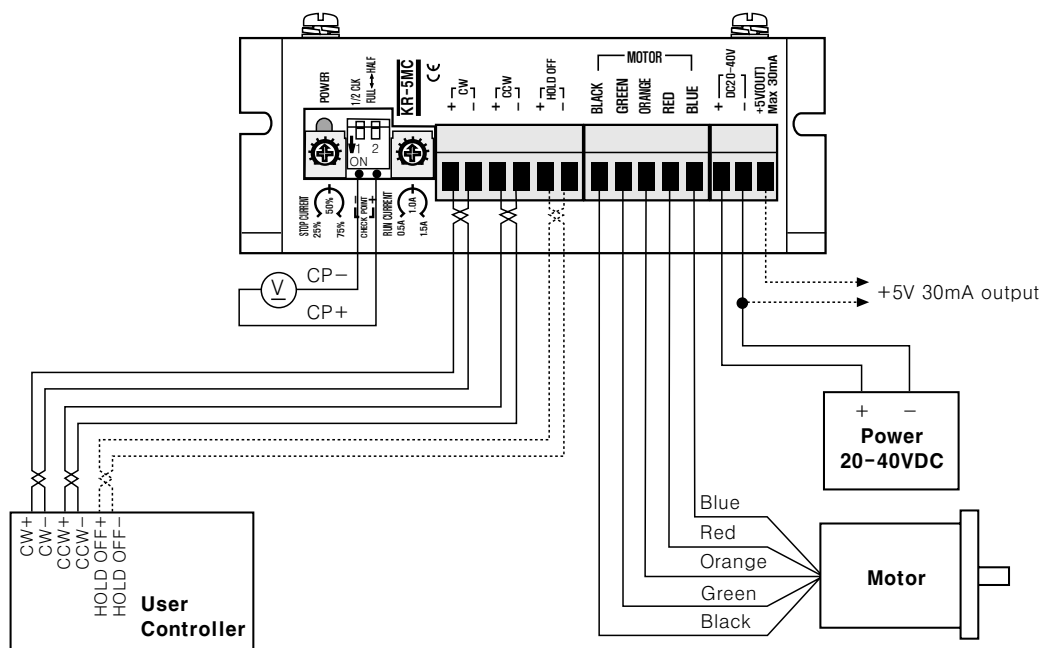 POWER
1/2 CLK
FULL↔HALF
KR-5MC
CE
+ CW −
+ CCW −
+ HOLD OFF −
MOTOR
BLACK
GREEN
ORANGE
RED
BLUE
+ DC20-40V −
+5V(OUT)
Max 30mA
1 2
ON
STOP CURRENT
25%
50%
75%
− +
CHECK POINT
RUN CURRENT
0.5A
1.0A
1.5A
CP−
V
CP+
+5V 30mA output
+ −
Power
20-40VDC
Blue
Red
Orange
Green
Black
Motor
CW+
CW−
CCW+
CCW−
HOLD OFF+
HOLD OFF−
User
Controller